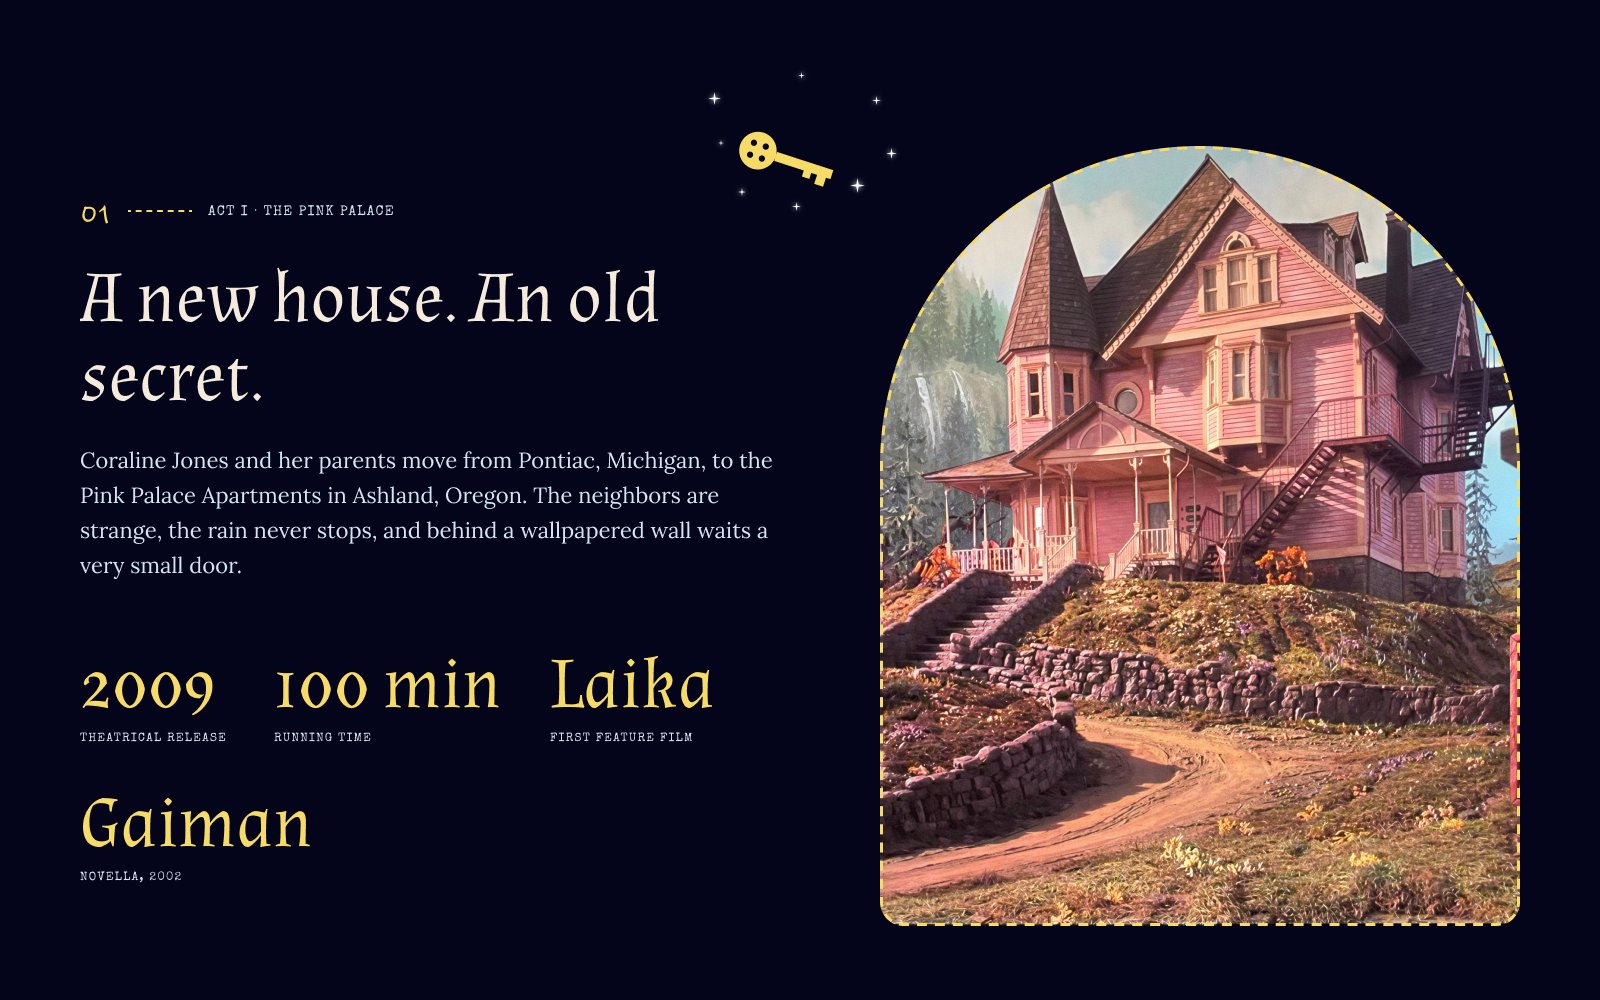 01 ACT I · THE PINK PALACE
A new house. An old
secret.
Coraline Jones and her parents move from Pontiac, Michigan, to the
Pink Palace Apartments in Ashland, Oregon. The neighbors are
strange, the rain never stops, and behind a wallpapered wall waits a
very small door.
2009 100 min Laika
THEATRICAL RELEASE RUNNING TIME FIRST FEATURE FILM
Gaiman
NOVELLA, 2002